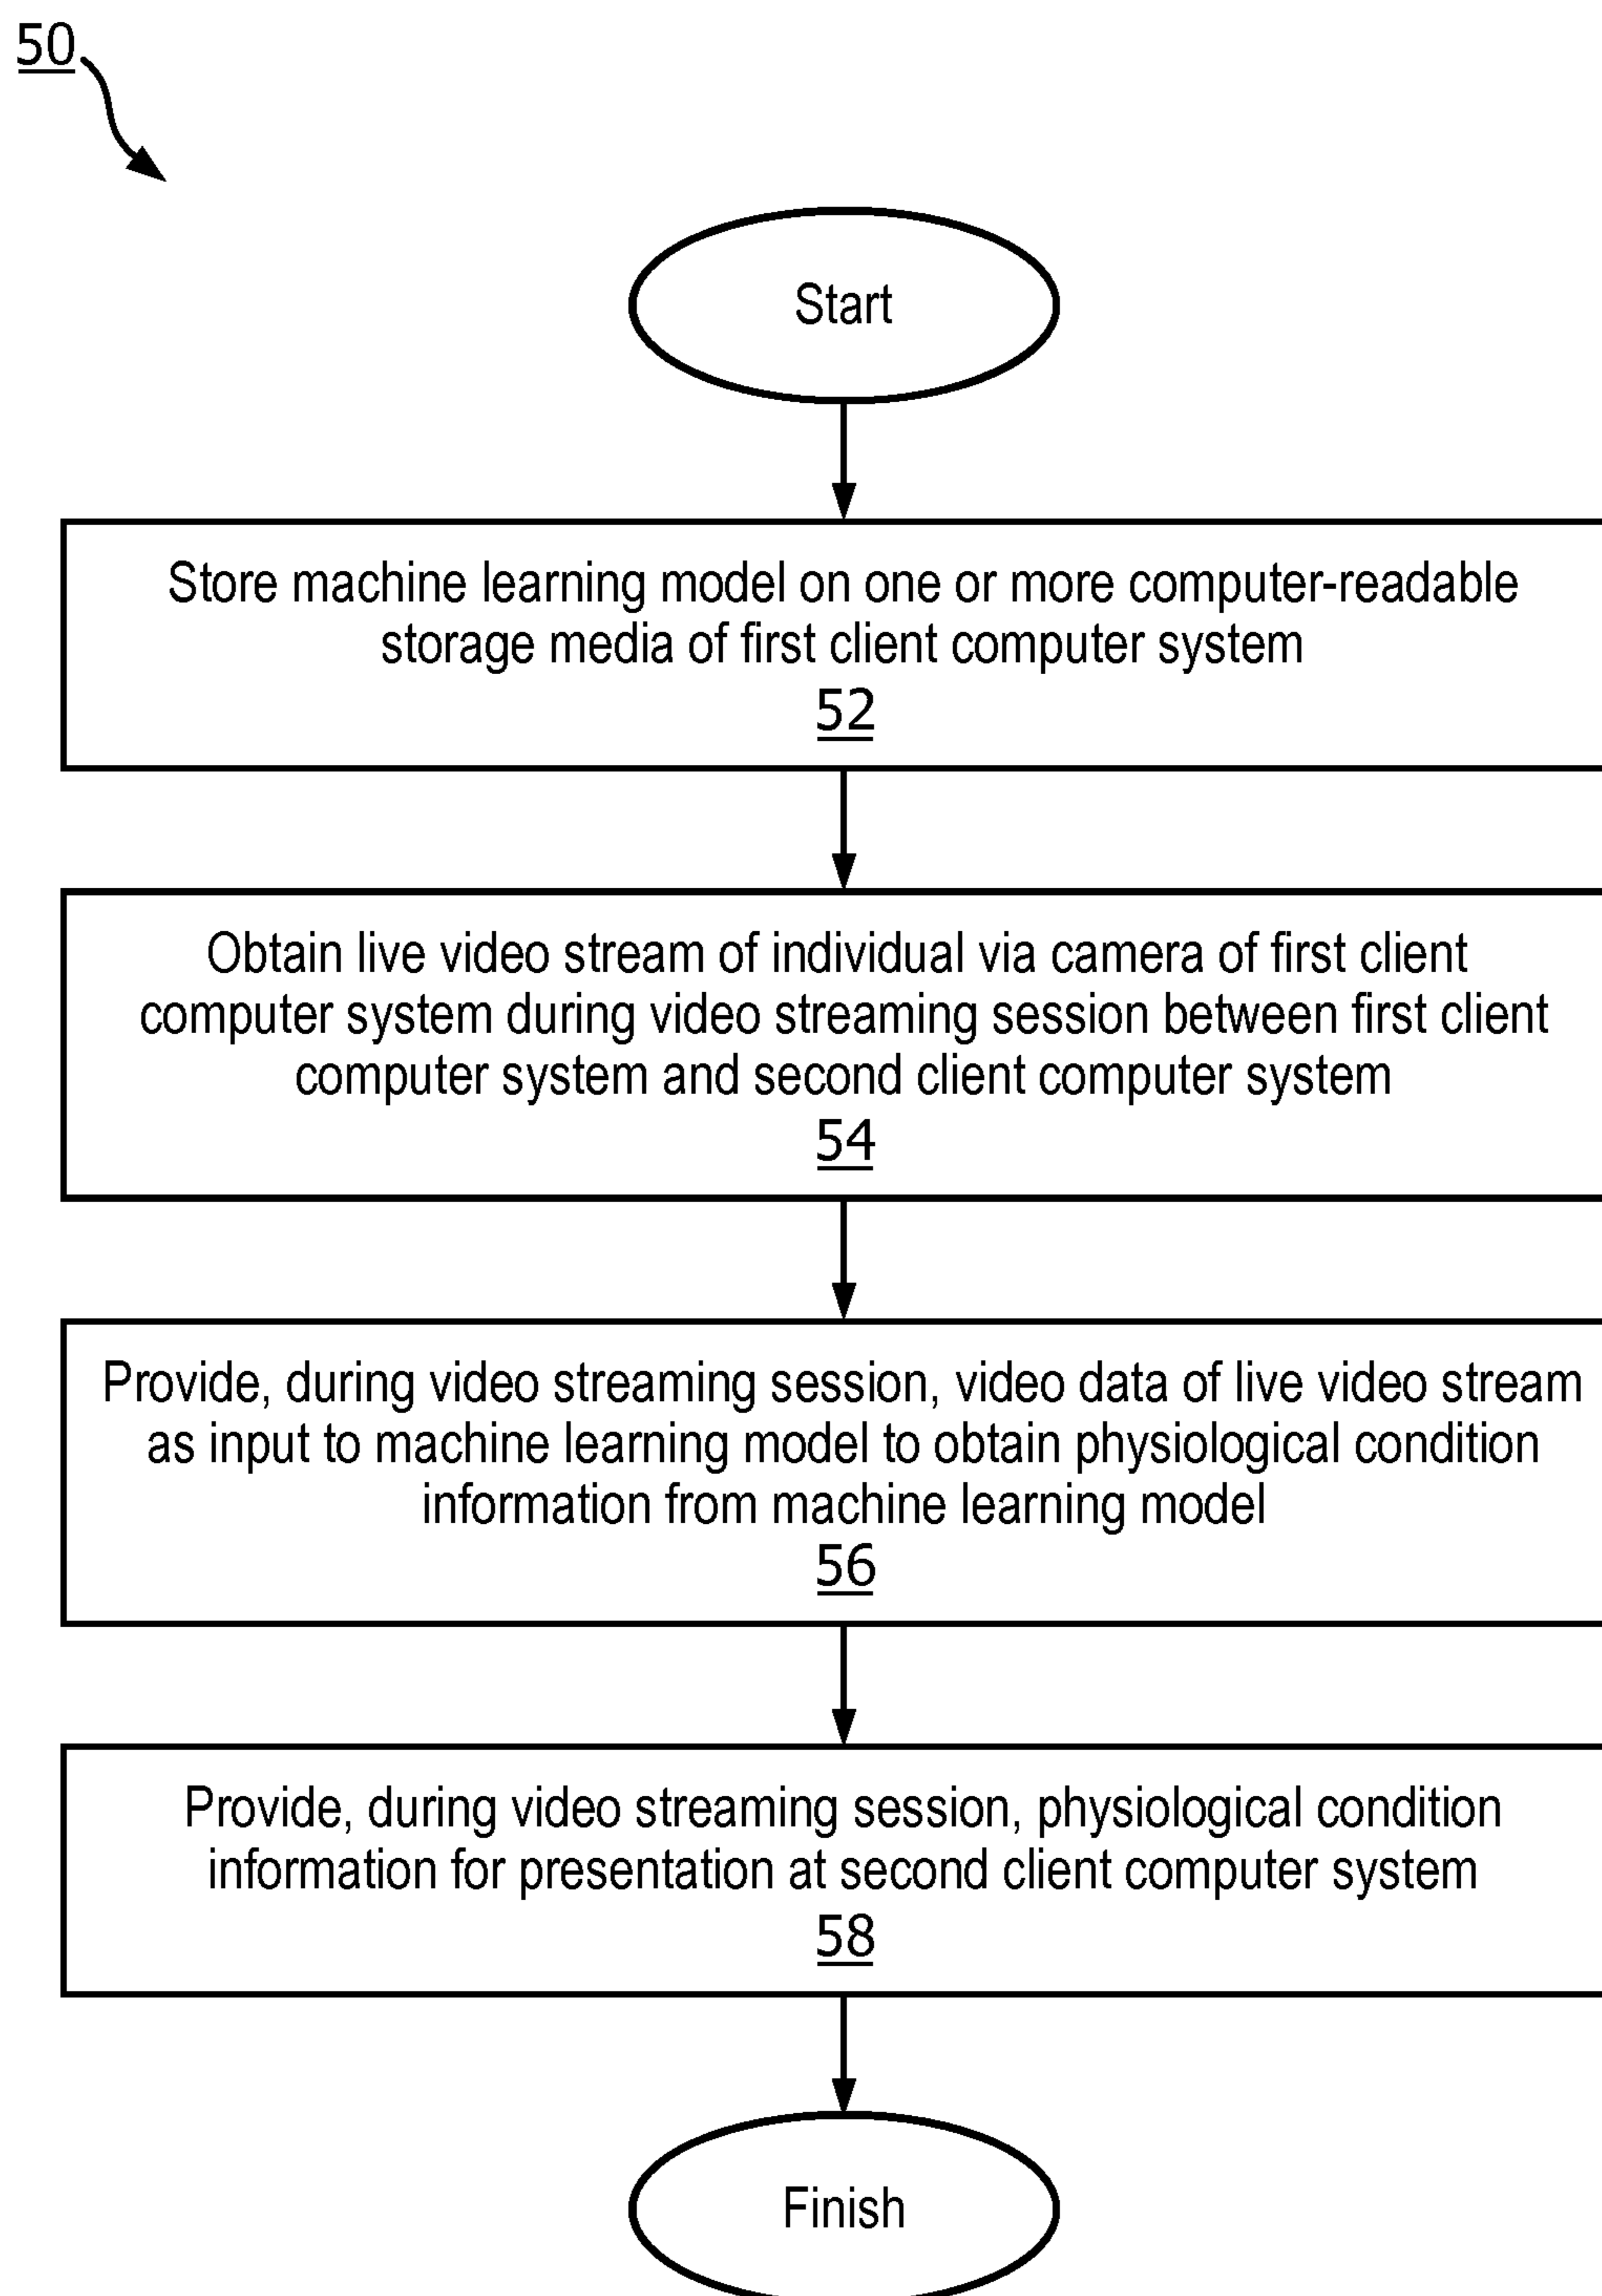 50
Start
Store machine learning model on one or more computer-readable
storage media of first client computer system
52
Obtain live video stream of individual via camera of first client
computer system during video streaming session between first client
computer system and second client computer system
54
Provide, during video streaming session, video data of live video stream
as input to machine learning model to obtain physiological condition
information from machine learning model
56
Provide, during video streaming session, physiological condition
information for presentation at second client computer system
58
Finish